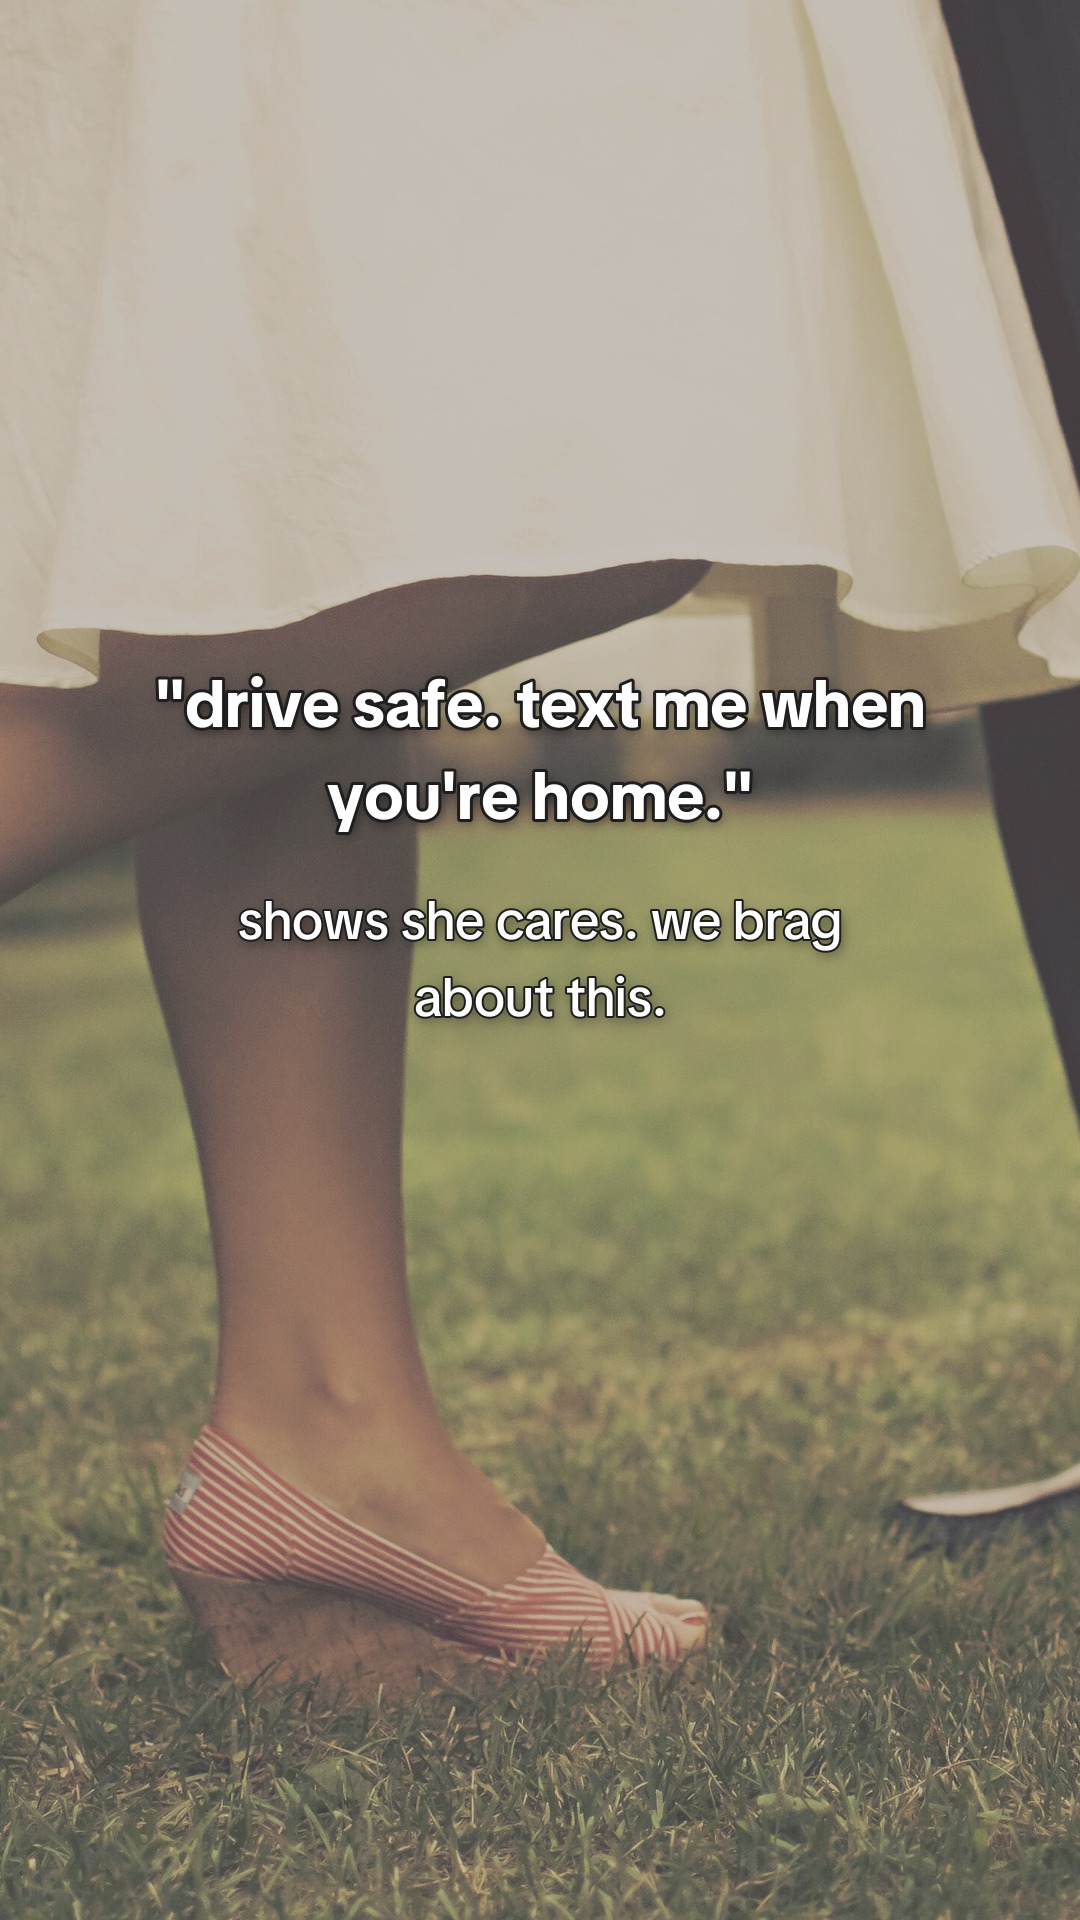 "drive safe. text me when
you're home."
shows she cares. we brag
about this.